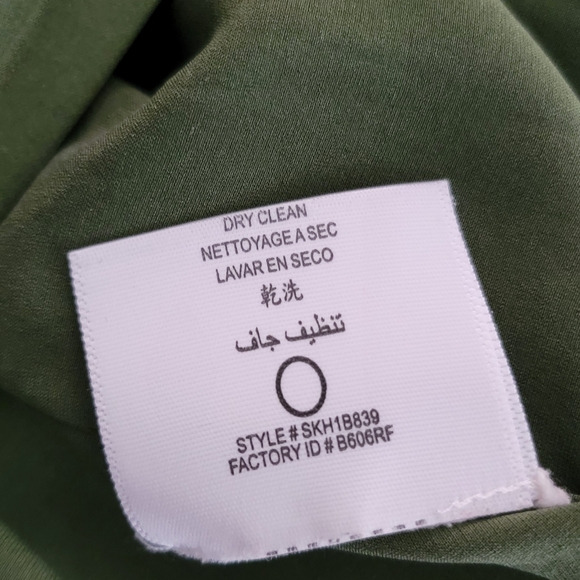 DRY CLEAN
NETTOYAGE A SEC
LAVAR EN SECO
乾洗
تنظيف جاف
STYLE # SKH1B839
FACTORY ID # B606RF